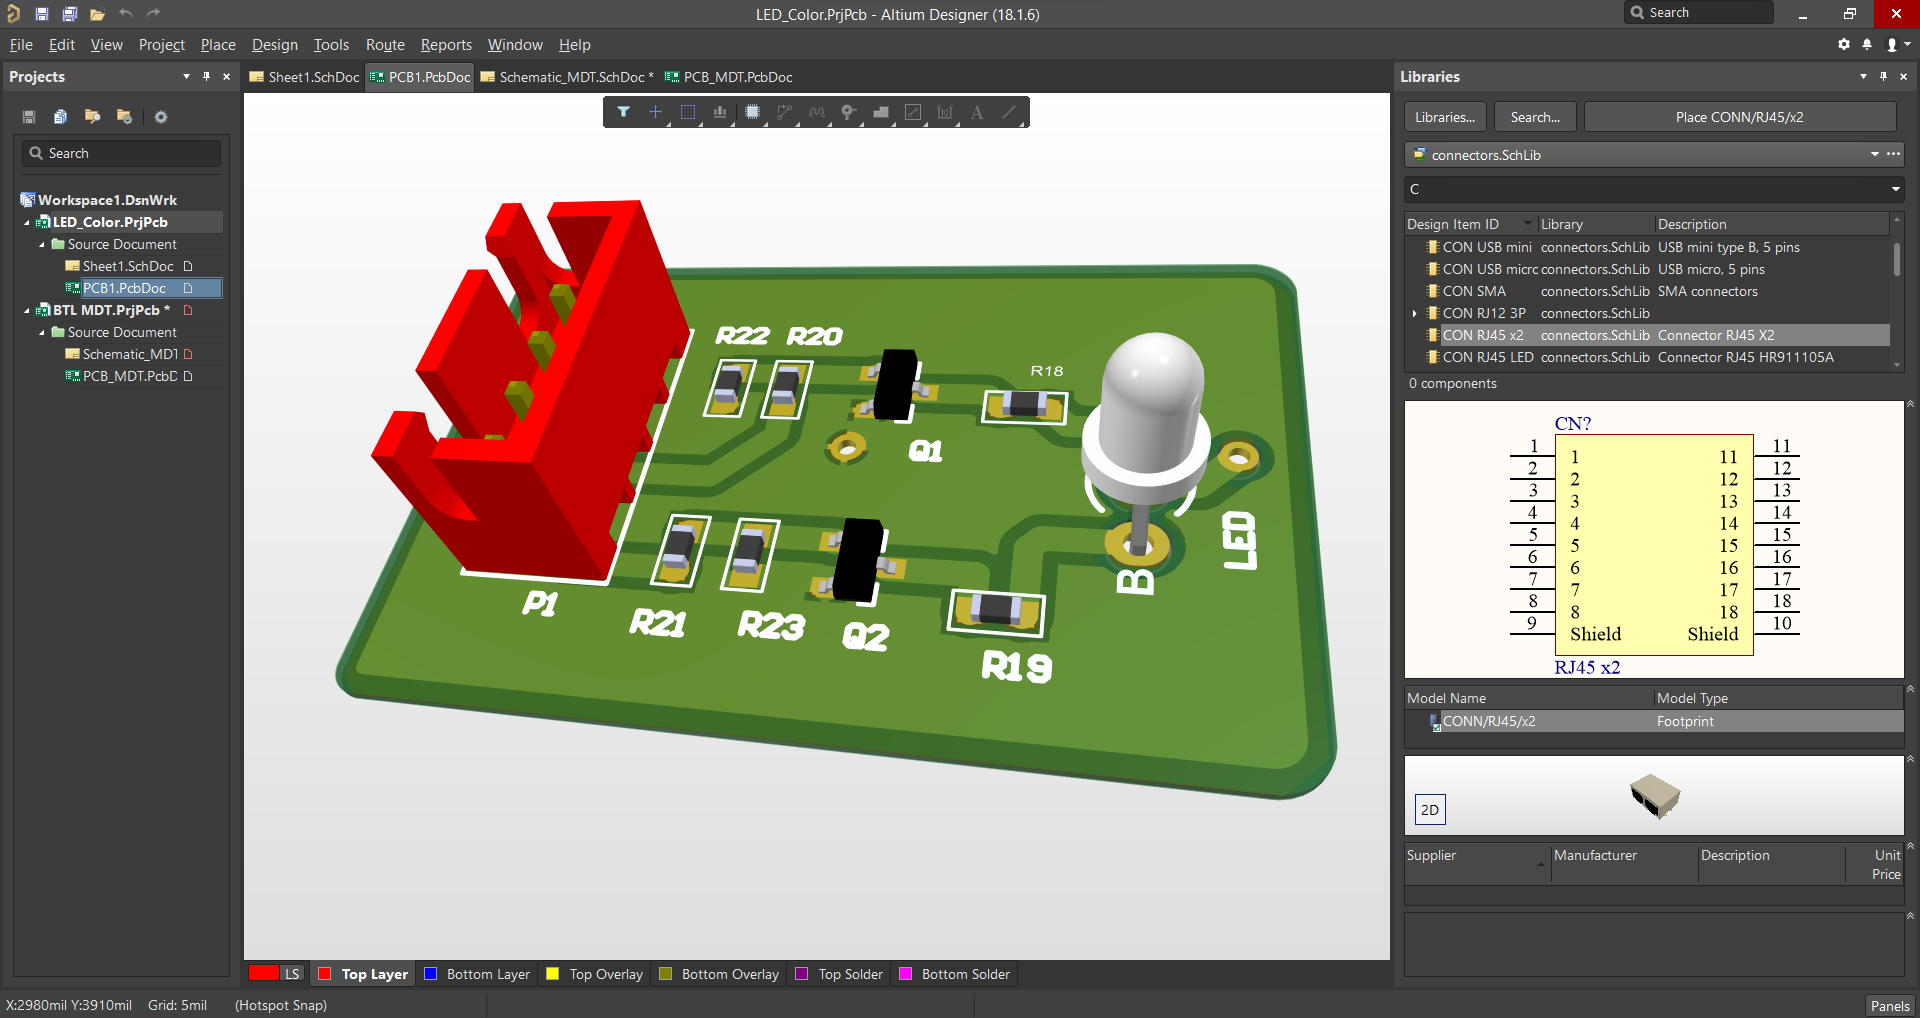 LED_Color.PrjPcb - Altium Designer (18.1.6)
Search
File Edit View Project Place Design Tools Route Reports Window Help
Projects
Sheet1.SchDoc PCB1.PcbDoc Schematic_MDT.SchDoc * PCB_MDT.PcbDoc
Search
Workspace1.DsnWrk
LED_Color.PrjPcb
Source Document
Sheet1.SchDoc
PCB1.PcbDoc
BTL MDT.PrjPcb *
Source Document
Schematic_MDT
PCB_MDT.PcbD
R22 R20
R18
Q1
LED
B
P1
R21 R23 Q2
R19
Libraries
Libraries... Search... Place CONN/RJ45/x2
connectors.SchLib
C
Design Item ID Library Description
CON USB mini connectors.SchLib USB mini type B, 5 pins
CON USB micro connectors.SchLib USB micro, 5 pins
CON SMA connectors.SchLib SMA connectors
CON RJ12 3P connectors.SchLib
CON RJ45 x2 connectors.SchLib Connector RJ45 X2
CON RJ45 LED connectors.SchLib Connector RJ45 HR911105A
0 components
CN?
1 1 11 11
2 2 12 12
3 3 13 13
4 4 14 14
5 5 15 15
6 6 16 16
7 7 17 17
8 8 18 18
9 Shield Shield 10
RJ45 x2
Model Name Model Type
CONN/RJ45/x2 Footprint
2D
Supplier Manufacturer Description Unit
Price
LS Top Layer Bottom Layer Top Overlay Bottom Overlay Top Solder Bottom Solder
X:2980mil Y:3910mil Grid: 5mil (Hotspot Snap)
Panels